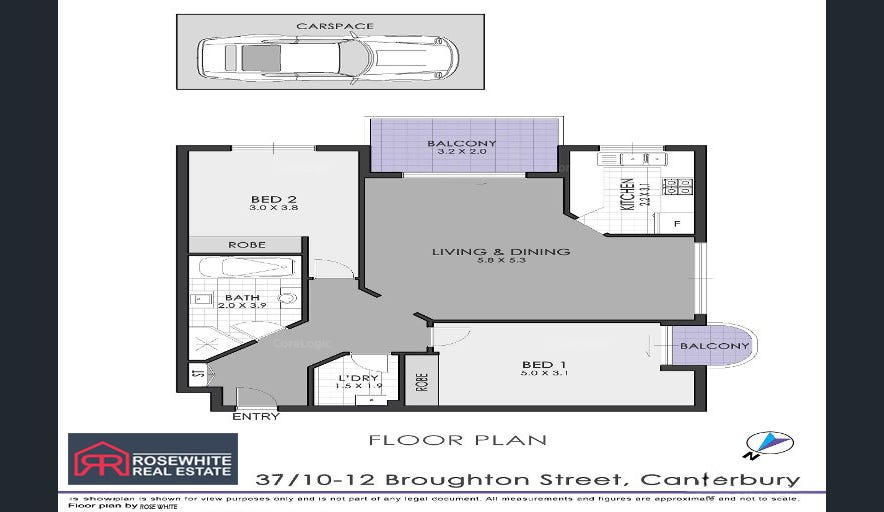 CARSPACE
BALCONY
3.2 X 2.0
BED 2
3.0 X 3.8
KITCHEN
2.2 X 3.1
F
ROBE
LIVING & DINING
5.8 X 5.3
BATH
2.0 X 3.9
CoreLogic
CoreLogic
BALCONY
BED 1
5.0 X 3.1
ST
L'DRY
1.5 X 1.9
ROBE
ENTRY
FLOOR PLAN
N
RR ROSEWHITE
REAL ESTATE
37/10-12 Broughton Street, Canterbury
is showplan is shown for view purposes only and is not part of any legal document. All measurements and figures are approximate and not to scale.
Floor plan by ROSE WHITE